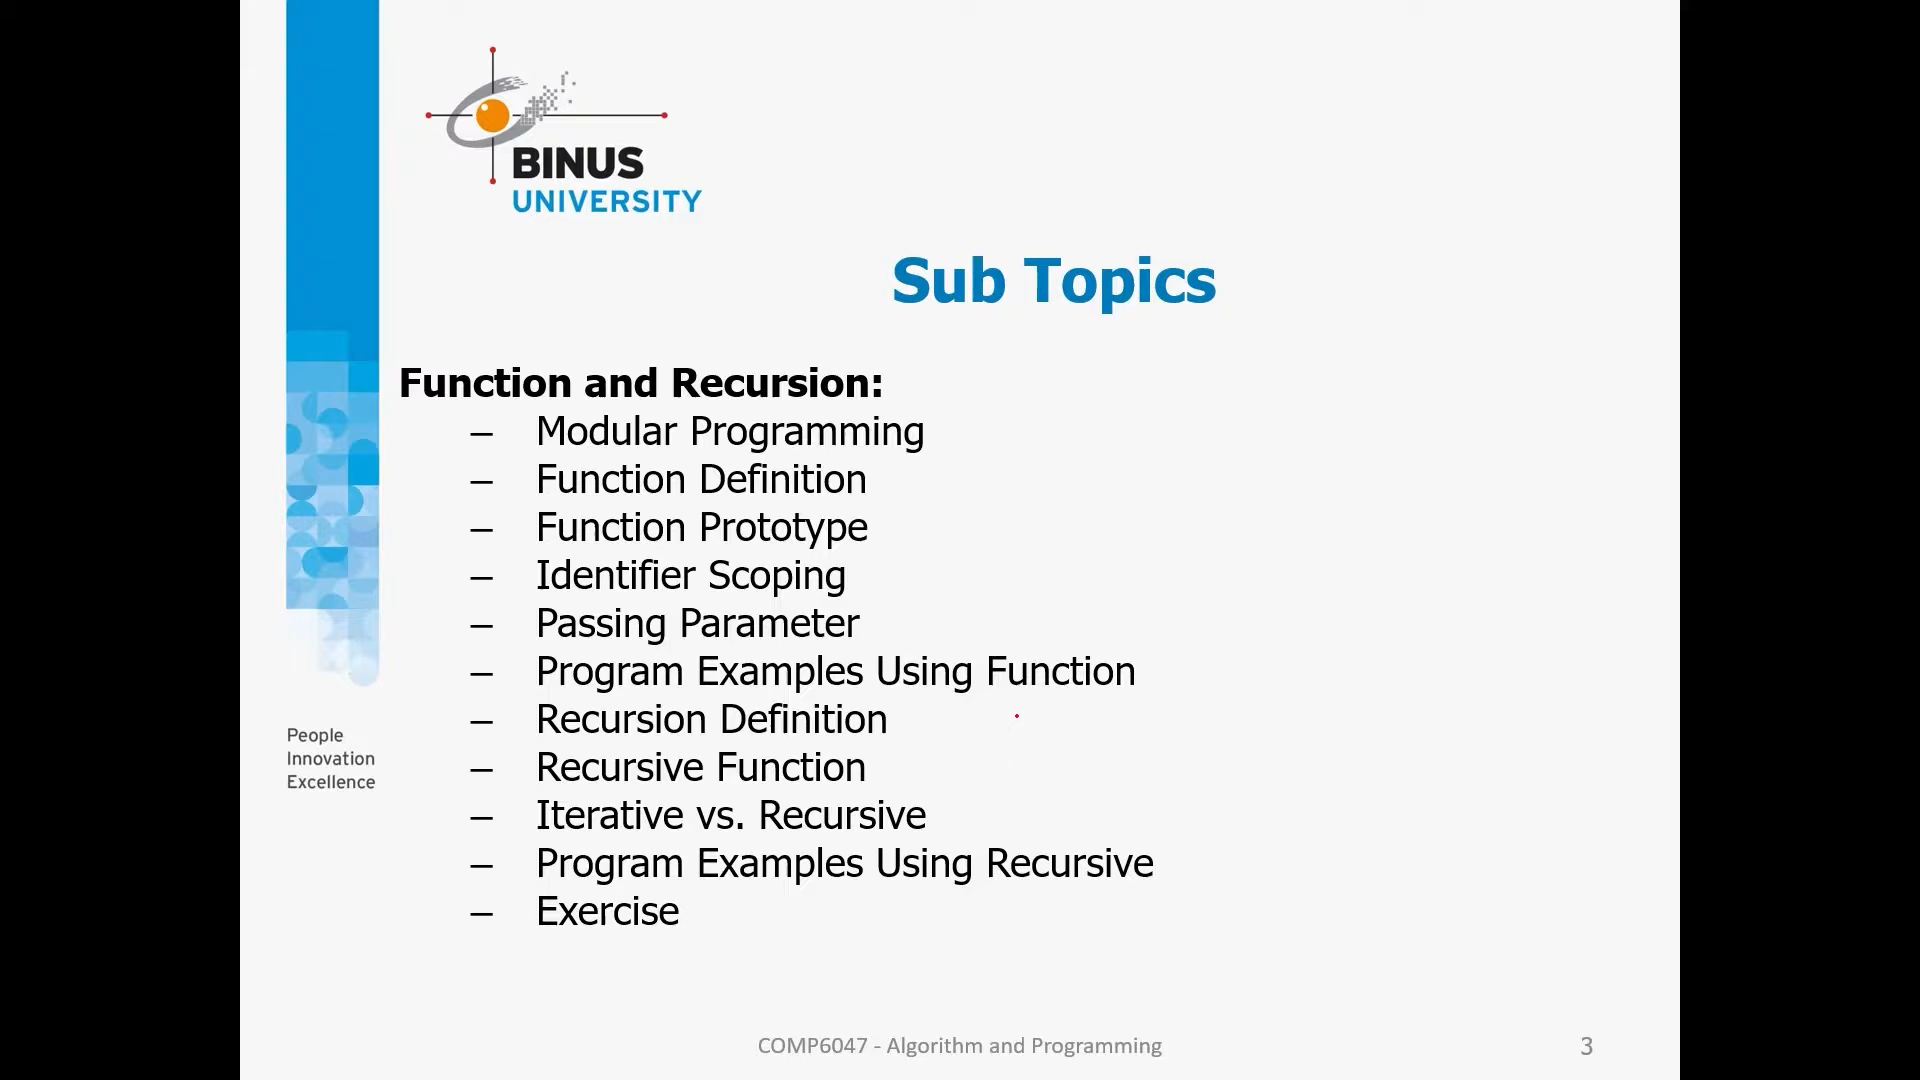 BINUS
UNIVERSITY
Sub Topics
Function and Recursion:
– Modular Programming
– Function Definition
– Function Prototype
– Identifier Scoping
– Passing Parameter
– Program Examples Using Function
– Recursion Definition
– Recursive Function
– Iterative vs. Recursive
– Program Examples Using Recursive
– Exercise
People
Innovation
Excellence
COMP6047 - Algorithm and Programming
3